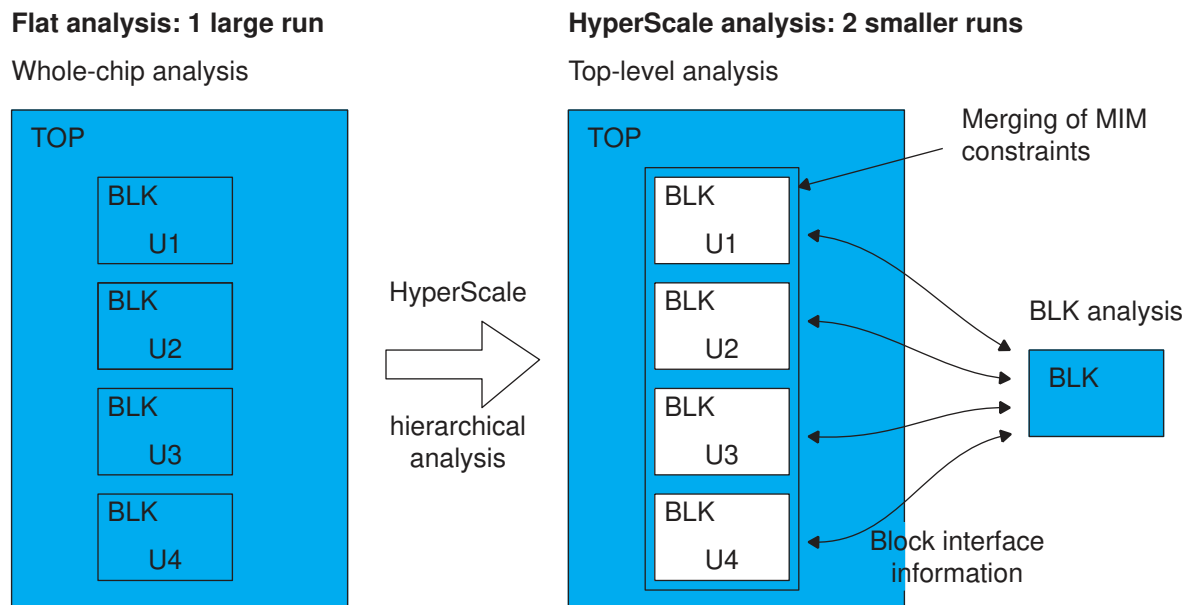 Flat analysis: 1 large run
Whole-chip analysis
TOP
BLK
U1
BLK
U2
BLK
U3
BLK
U4
HyperScale
hierarchical
analysis
HyperScale analysis: 2 smaller runs
Top-level analysis
TOP
BLK
U1
BLK
U2
BLK
U3
BLK
U4
Merging of MIM
constraints
BLK analysis
BLK
Block interface
information